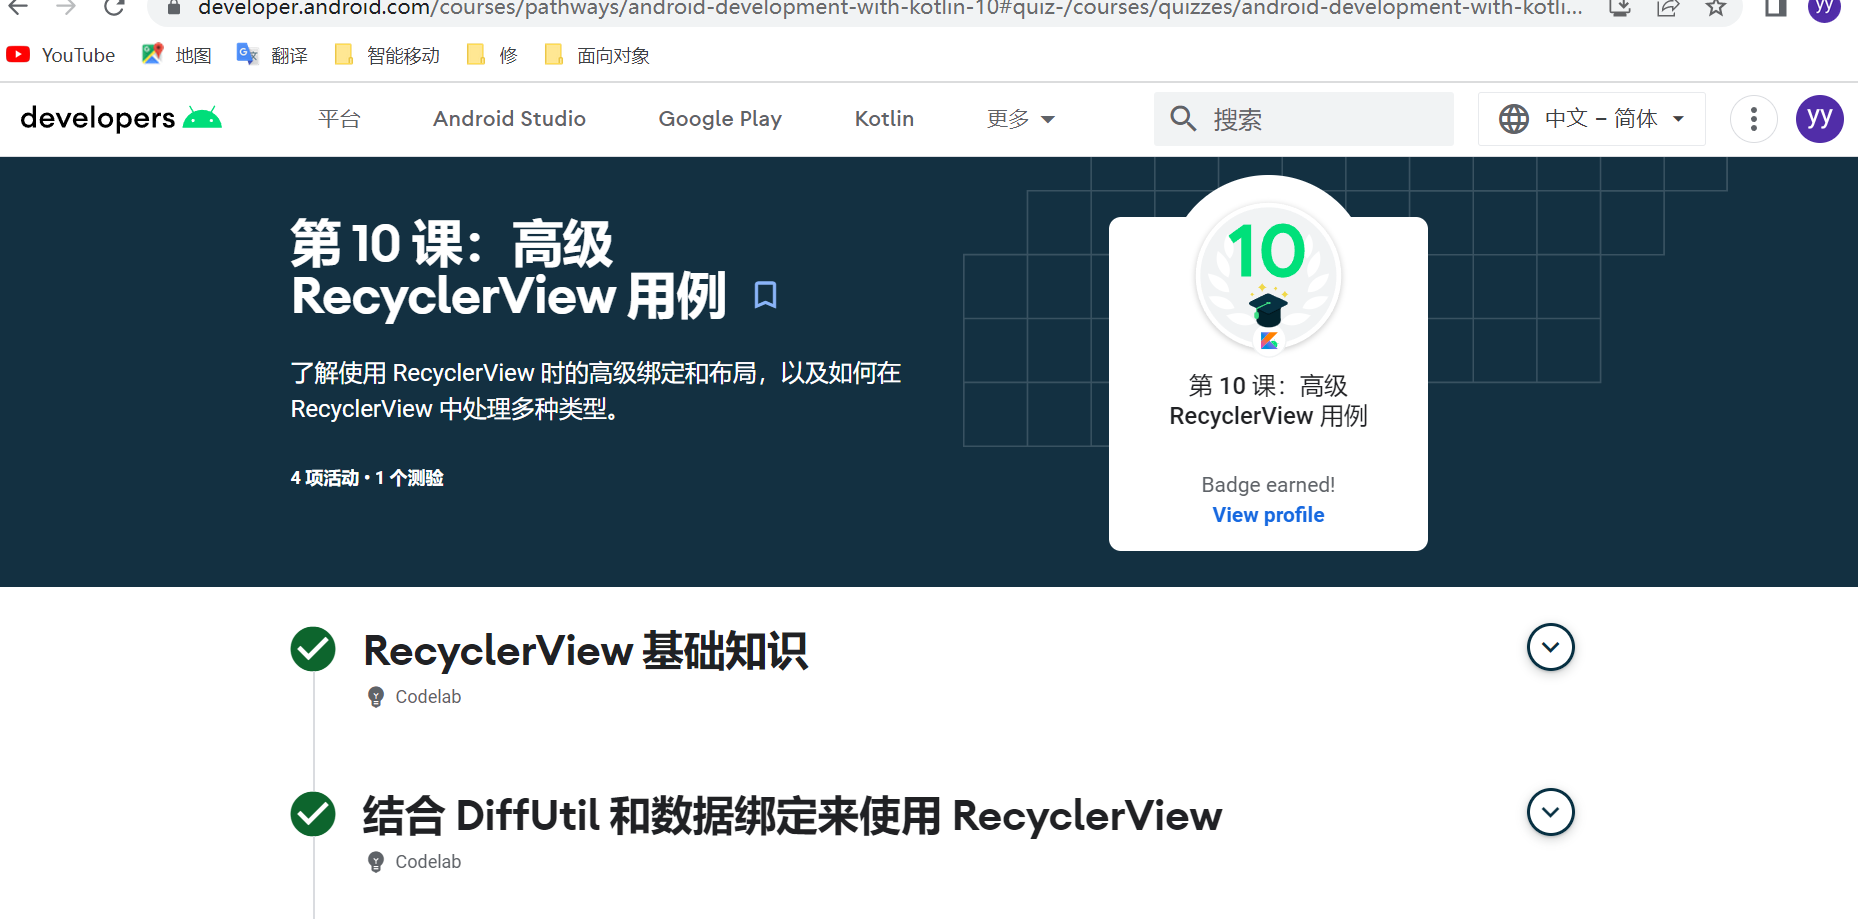 developer.android.com/courses/pathways/android-development-with-kotlin-10#quiz-/courses/quizzes/android-development-with-kotli...
yy
YouTube 地图 翻译 智能移动 修 面向对象
developers 平台 Android Studio Google Play Kotlin 更多 搜索 中文 – 简体 yy
第 10 课：高级
RecyclerView 用例
了解使用 RecyclerView 时的高级绑定和布局，以及如何在
RecyclerView 中处理多种类型。
4 项活动 • 1 个测验
10
第 10 课：高级
RecyclerView 用例
Badge earned!
View profile
RecyclerView 基础知识
Codelab
结合 DiffUtil 和数据绑定来使用 RecyclerView
Codelab